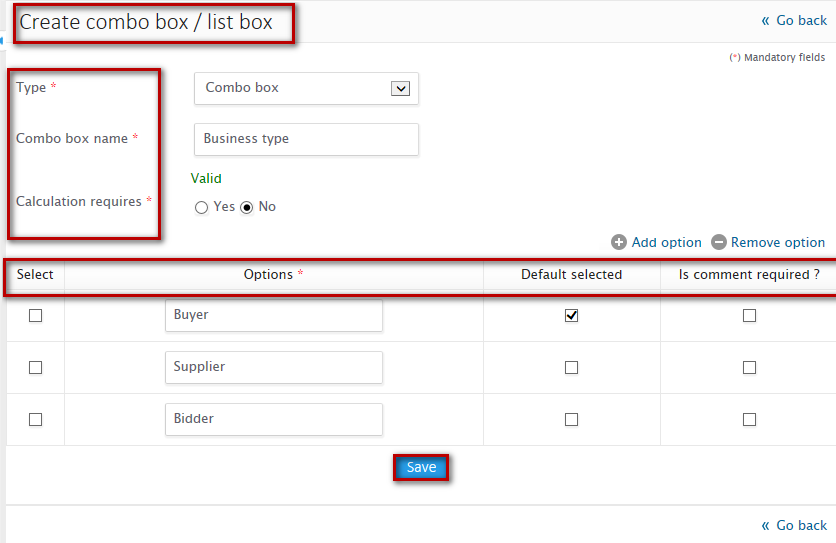 Create combo box / list box
« Go back
(*) Mandatory fields
Type * Combo box
Combo box name * Business type
Valid
Calculation requires * Yes No
Add option Remove option
Select Options * Default selected Is comment required ?
Buyer
Supplier
Bidder
Save
« Go back